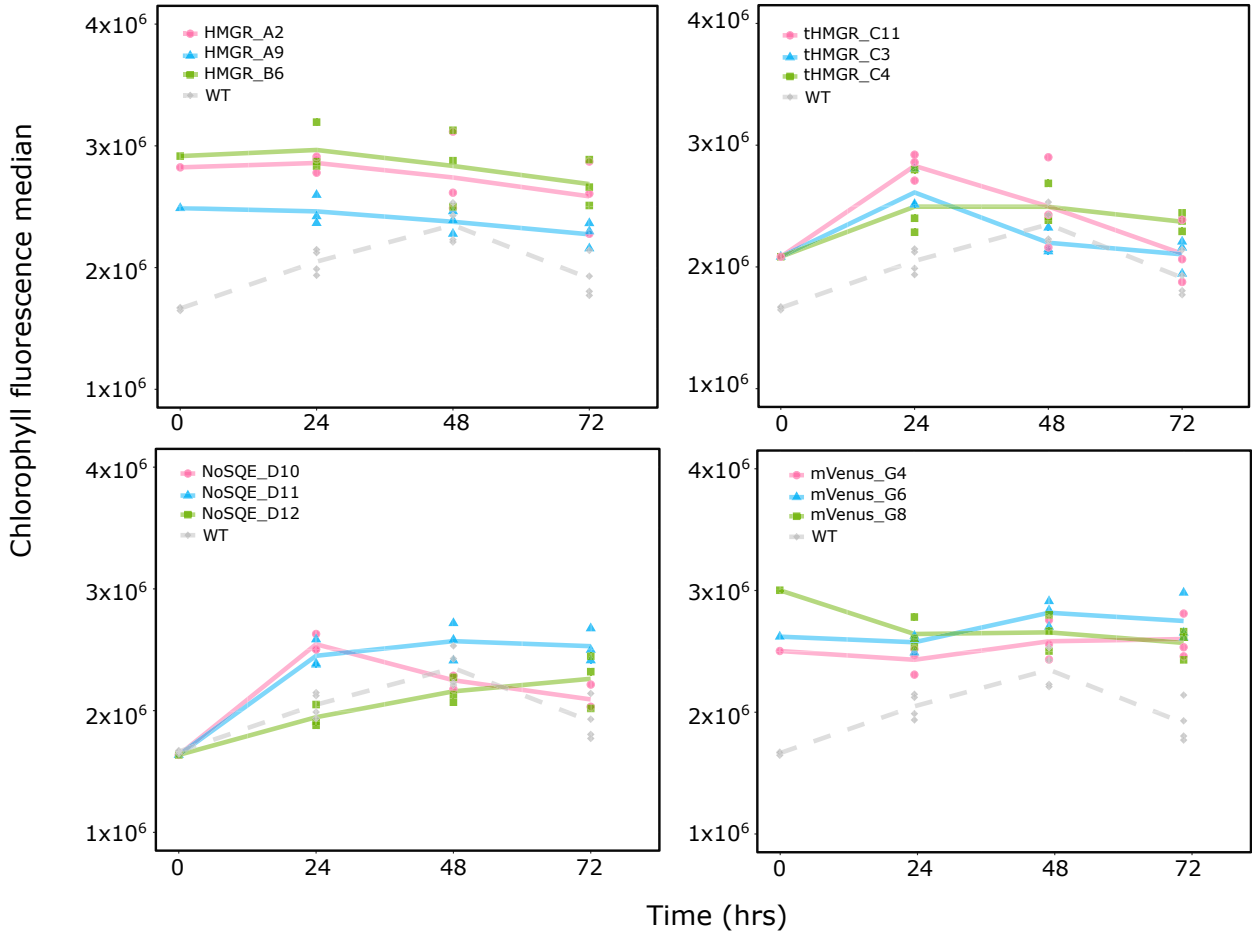 Chlorophyll fluorescence median
4x10⁶
3x10⁶
2x10⁶
1x10⁶
HMGR_A2
HMGR_A9
HMGR_B6
WT
0 24 48 72
4x10⁶
3x10⁶
2x10⁶
1x10⁶
tHMGR_C11
tHMGR_C3
tHMGR_C4
WT
0 24 48 72
4x10⁶
3x10⁶
2x10⁶
1x10⁶
NoSQE_D10
NoSQE_D11
NoSQE_D12
WT
0 24 48 72
4x10⁶
3x10⁶
2x10⁶
1x10⁶
mVenus_G4
mVenus_G6
mVenus_G8
WT
0 24 48 72
Time (hrs)